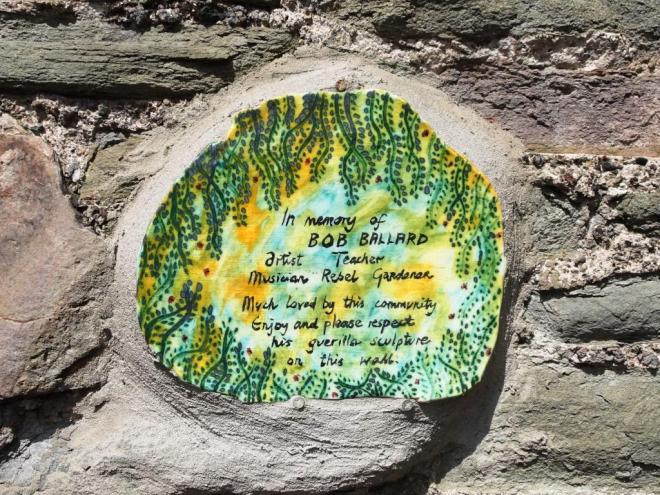 In memory of
BOB BALLARD
Artist Teacher
Musician Rebel Gardener
Much loved by this community
Enjoy and please respect
his guerilla sculpture
on this wall.